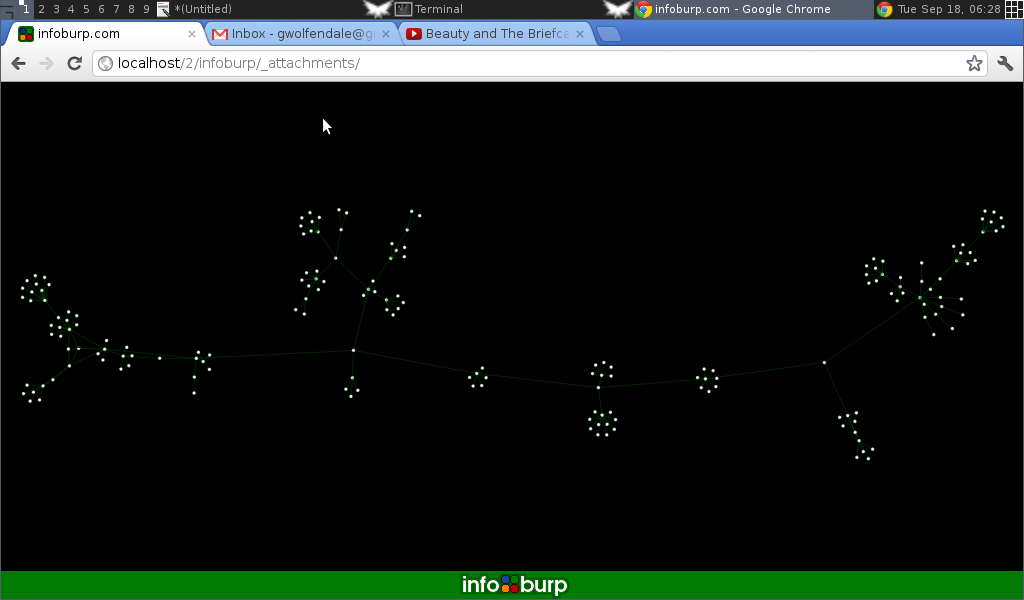 1 2 3 4 5 6 7 8 9 *(Untitled) Terminal infoburp.com - Google Chrome Tue Sep 18, 06:28
infoburp.com Inbox - gwolfendale@g Beauty and The Briefca
localhost/2/infoburp/_attachments/
info burp